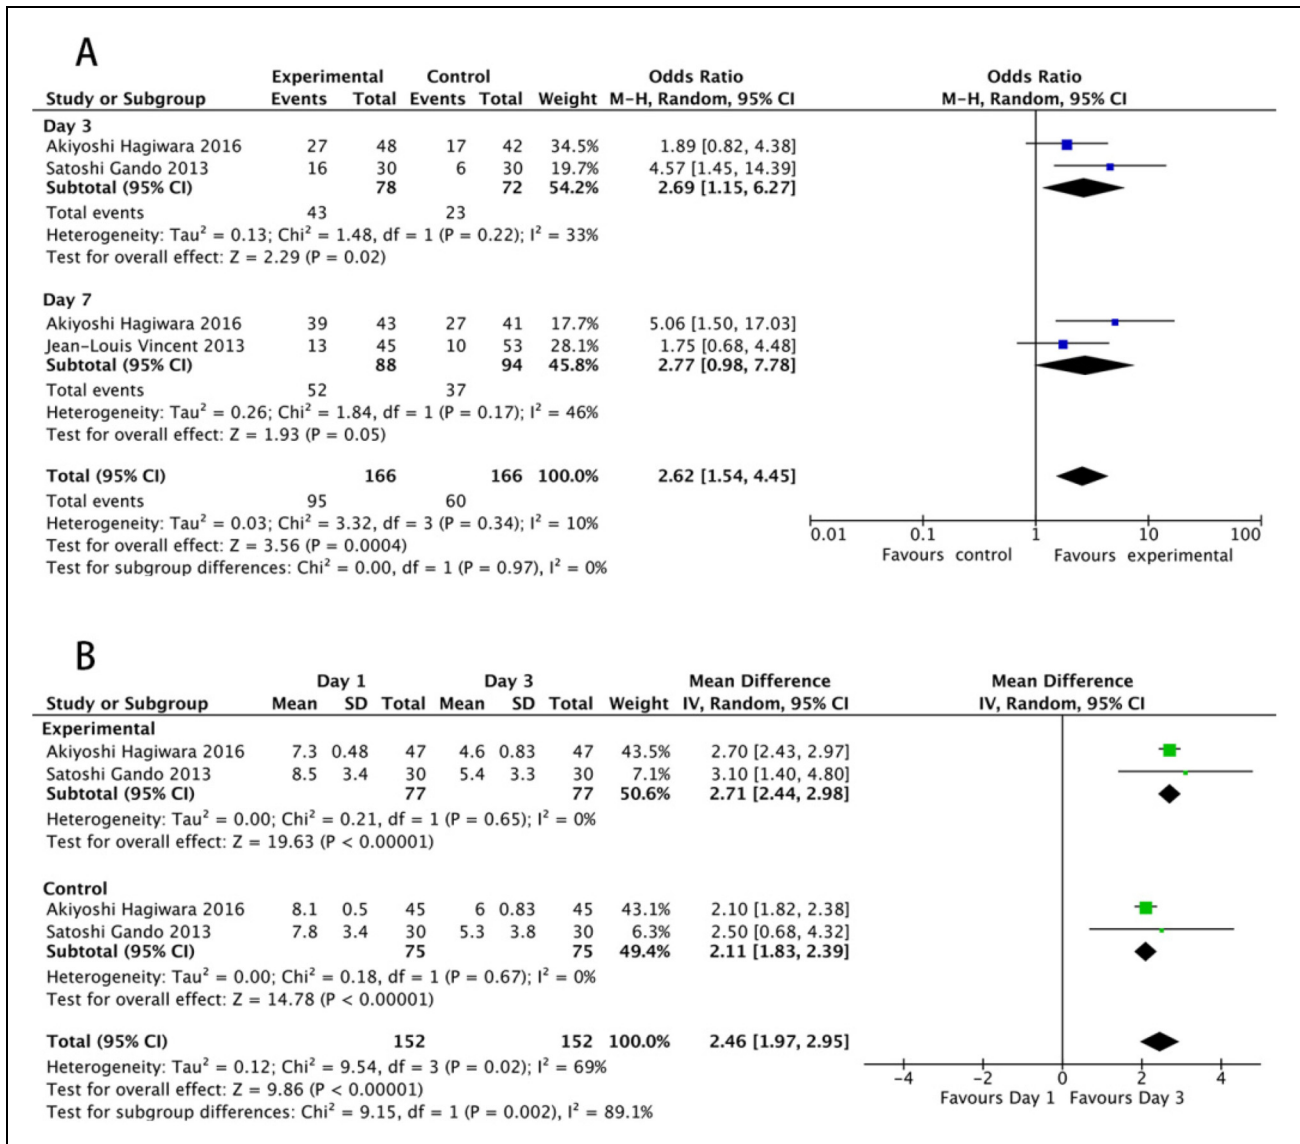 A
Experimental Control Odds Ratio Odds Ratio
Study or Subgroup Events Total Events Total Weight M-H, Random, 95% CI M-H, Random, 95% CI
Day 3
Akiyoshi Hagiwara 2016 27 48 17 42 34.5% 1.89 [0.82, 4.38]
Satoshi Gando 2013 16 30 6 30 19.7% 4.57 [1.45, 14.39]
Subtotal (95% CI) 78 72 54.2% 2.69 [1.15, 6.27]
Total events 43 23
Heterogeneity: Tau² = 0.13; Chi² = 1.48, df = 1 (P = 0.22); I² = 33%
Test for overall effect: Z = 2.29 (P = 0.02)
Day 7
Akiyoshi Hagiwara 2016 39 43 27 41 17.7% 5.06 [1.50, 17.03]
Jean-Louis Vincent 2013 13 45 10 53 28.1% 1.75 [0.68, 4.48]
Subtotal (95% CI) 88 94 45.8% 2.77 [0.98, 7.78]
Total events 52 37
Heterogeneity: Tau² = 0.26; Chi² = 1.84, df = 1 (P = 0.17); I² = 46%
Test for overall effect: Z = 1.93 (P = 0.05)
Total (95% CI) 166 166 100.0% 2.62 [1.54, 4.45]
Total events 95 60
Heterogeneity: Tau² = 0.03; Chi² = 3.32, df = 3 (P = 0.34); I² = 10%
Test for overall effect: Z = 3.56 (P = 0.0004)
Test for subgroup differences: Chi² = 0.00, df = 1 (P = 0.97), I² = 0%
0.01 0.1 1 10 100
Favours control Favours experimental
B
Day 1 Day 3 Mean Difference Mean Difference
Study or Subgroup Mean SD Total Mean SD Total Weight IV, Random, 95% CI IV, Random, 95% CI
Experimental
Akiyoshi Hagiwara 2016 7.3 0.48 47 4.6 0.83 47 43.5% 2.70 [2.43, 2.97]
Satoshi Gando 2013 8.5 3.4 30 5.4 3.3 30 7.1% 3.10 [1.40, 4.80]
Subtotal (95% CI) 77 77 50.6% 2.71 [2.44, 2.98]
Heterogeneity: Tau² = 0.00; Chi² = 0.21, df = 1 (P = 0.65); I² = 0%
Test for overall effect: Z = 19.63 (P < 0.00001)
Control
Akiyoshi Hagiwara 2016 8.1 0.5 45 6 0.83 45 43.1% 2.10 [1.82, 2.38]
Satoshi Gando 2013 7.8 3.4 30 5.3 3.8 30 6.3% 2.50 [0.68, 4.32]
Subtotal (95% CI) 75 75 49.4% 2.11 [1.83, 2.39]
Heterogeneity: Tau² = 0.00; Chi² = 0.18, df = 1 (P = 0.67); I² = 0%
Test for overall effect: Z = 14.78 (P < 0.00001)
Total (95% CI) 152 152 100.0% 2.46 [1.97, 2.95]
Heterogeneity: Tau² = 0.12; Chi² = 9.54, df = 3 (P = 0.02); I² = 69%
Test for overall effect: Z = 9.86 (P < 0.00001)
Test for subgroup differences: Chi² = 9.15, df = 1 (P = 0.002), I² = 89.1%
-4 -2 0 2 4
Favours Day 1 Favours Day 3